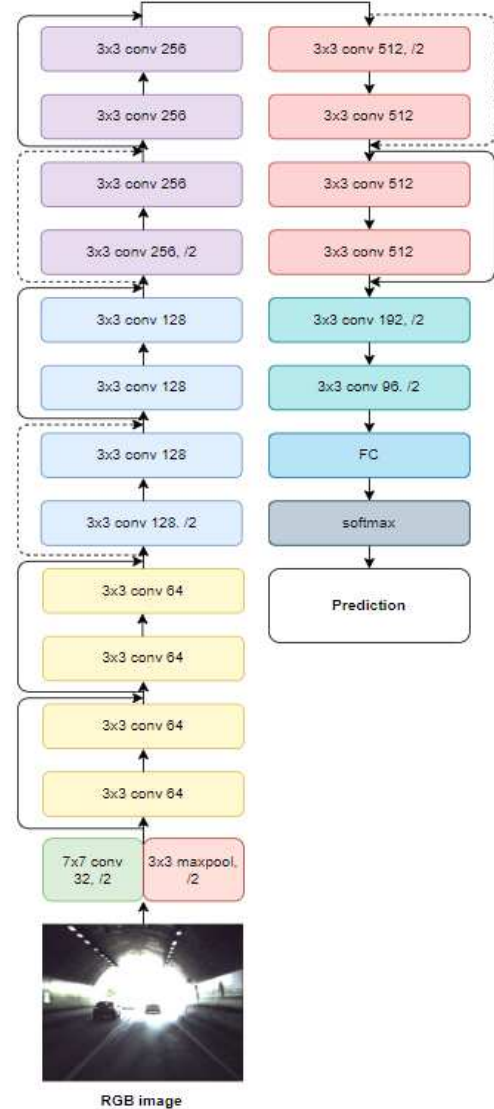 3x3 conv 256
3x3 conv 256
3x3 conv 256
3x3 conv 256, /2
3x3 conv 128
3x3 conv 128
3x3 conv 128
3x3 conv 128. /2
3x3 conv 64
3x3 conv 64
3x3 conv 64
3x3 conv 64
7x7 conv
32, /2
3x3 maxpool,
/2
RGB image
3x3 conv 512, /2
3x3 conv 512
3x3 conv 512
3x3 conv 512
3x3 conv 192, /2
3x3 conv 96. /2
FC
softmax
Prediction